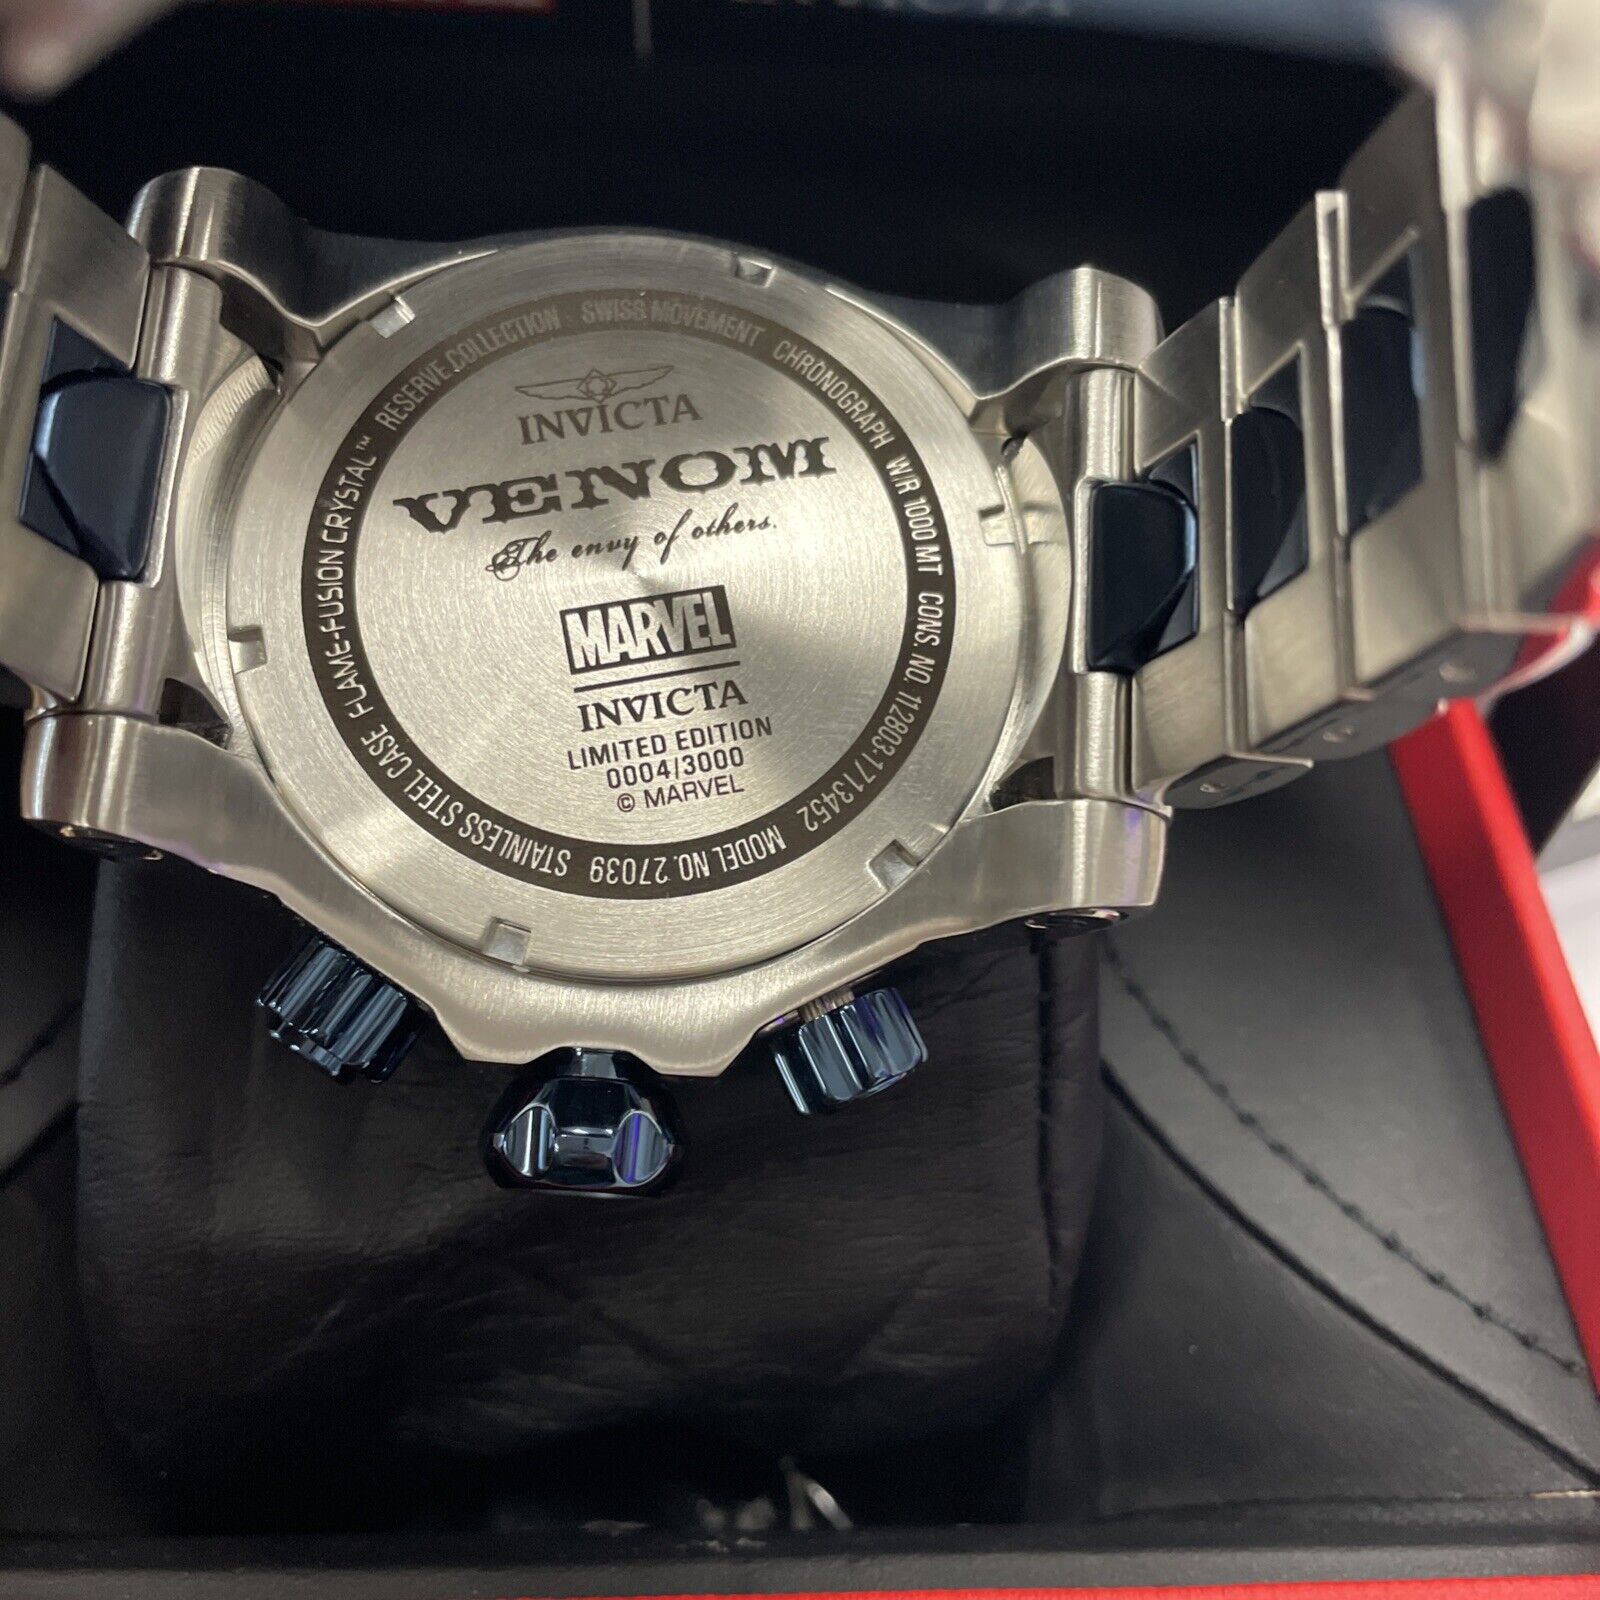 INVICTA
VENOM
The envy of others.
MARVEL
INVICTA
LIMITED EDITION
0004/3000
© MARVEL
STAINLESS STEEL CASE FLAME-FUSION CRYSTAL™ RESERVE COLLECTION · SWISS MOVEMENT CHRONOGRAPH W/R 1000 MT CONS. NO. 112803-1713452 MODEL NO. 27039